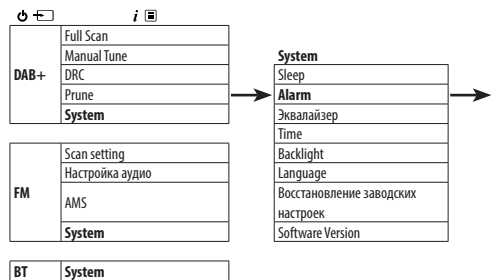 i
DAB+
Full Scan
Manual Tune
DRC
Prune
System
FM
Scan setting
Настройка аудио
AMS
System
BT
System
System
Sleep
Alarm
Эквалайзер
Time
Backlight
Language
Восстановление заводских
настроек
Software Version